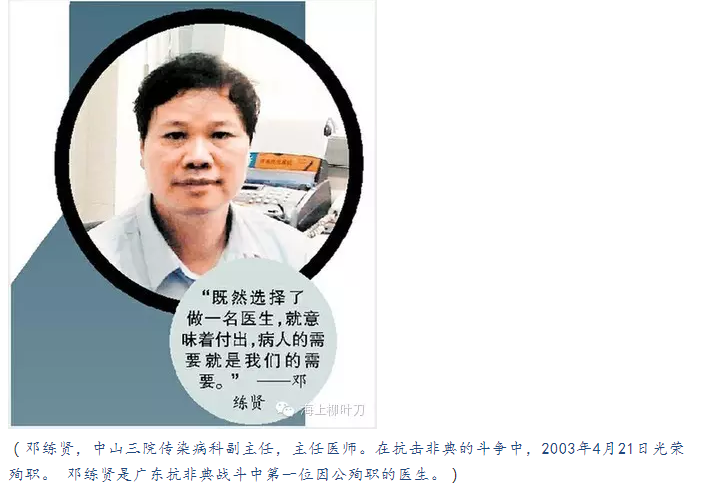 “既然选择了
做一名医生,就意
味着付出,病人的需
要就是我们的需
要。” ——邓
练贤
海上柳叶刀
(邓练贤，中山三院传染病科副主任，主任医师。在抗击非典的斗争中，2003年4月21日光荣
殉职。 邓练贤是广东抗非典战斗中第一位因公殉职的医生。)